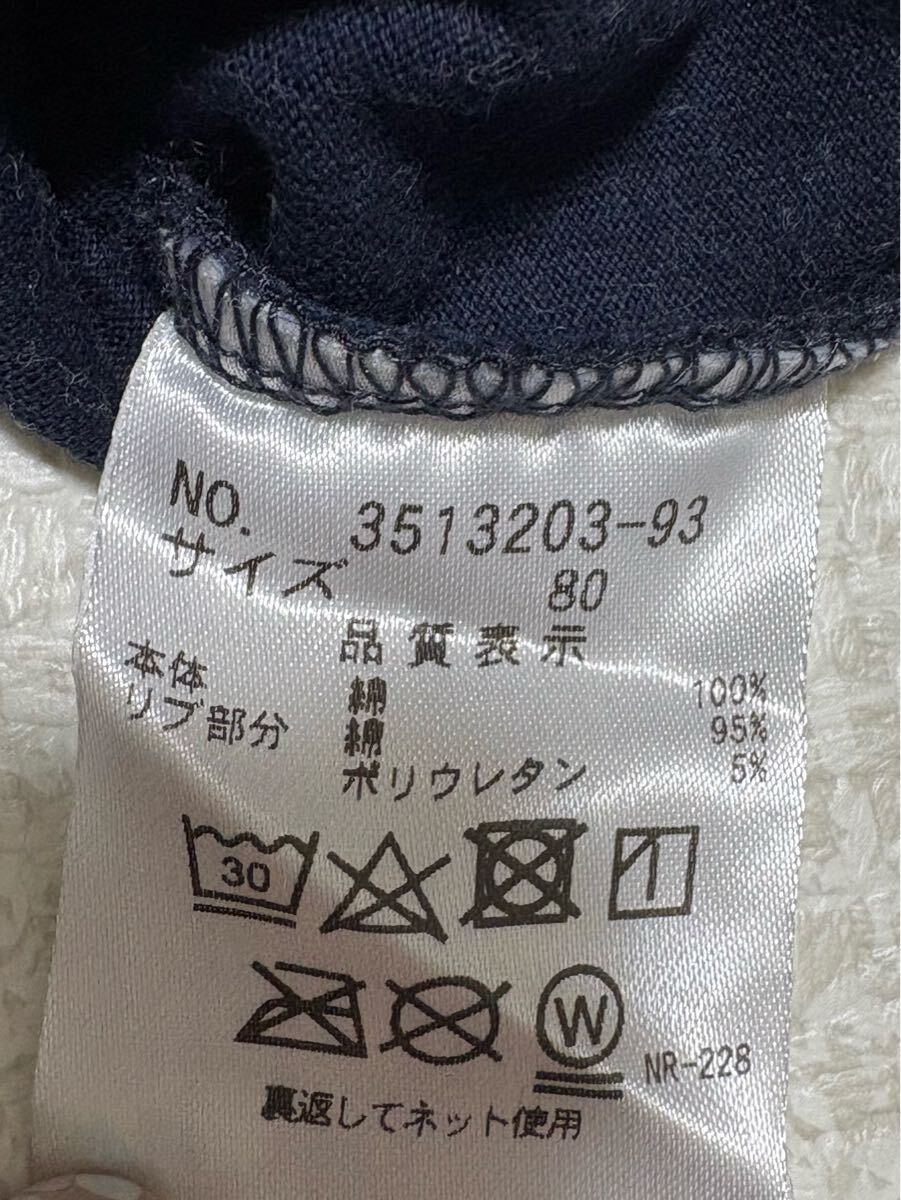 NO. 3513203-93
サイズ 80
品質表示
本体 綿 100%
リブ部分 綿 95%
ポリウレタン 5%
30
W
NR-228
裏返してネット使用